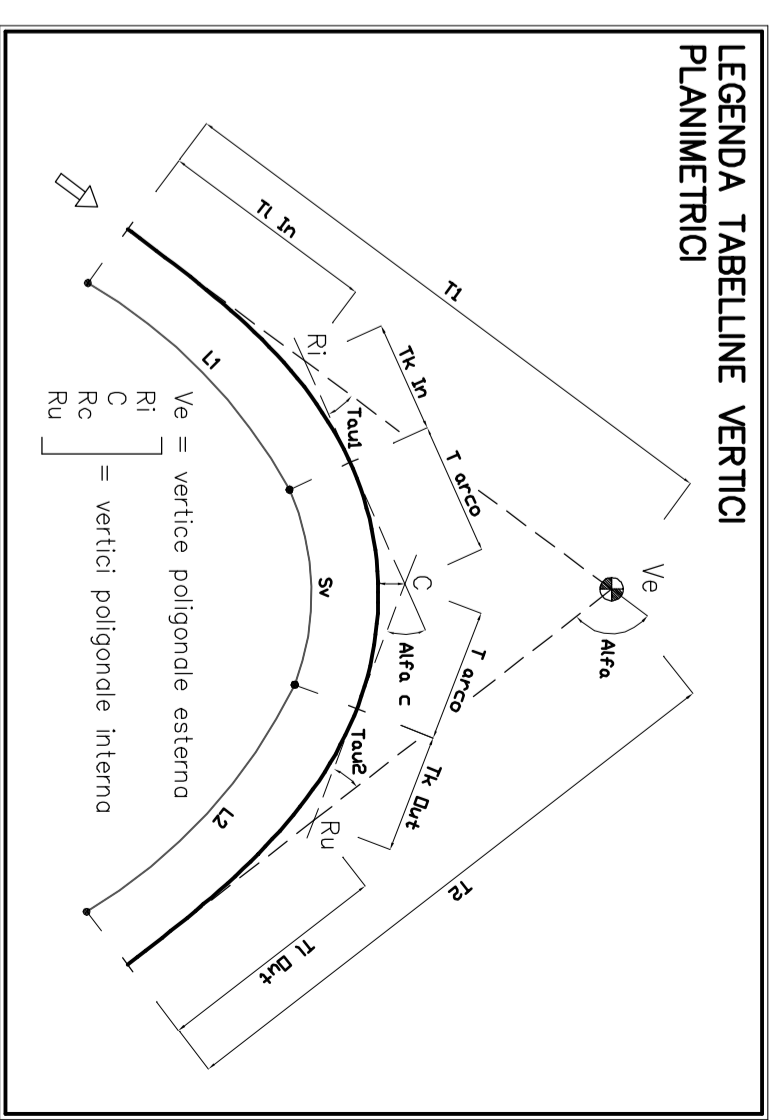 LEGENDA TABELLINE VERTICI
PLANIMETRICI
T1
Tl In
Tk In
T arco
Ve
Alfa
Ri
Tau1
C
Alfa c
T arco
Tk Out
Tau2
Ru
T2
Tl Out
L1
Sv
L2
Ve = vertice poligonale esterna
Ri
C
Rc
Ru
= vertici poligonale interna